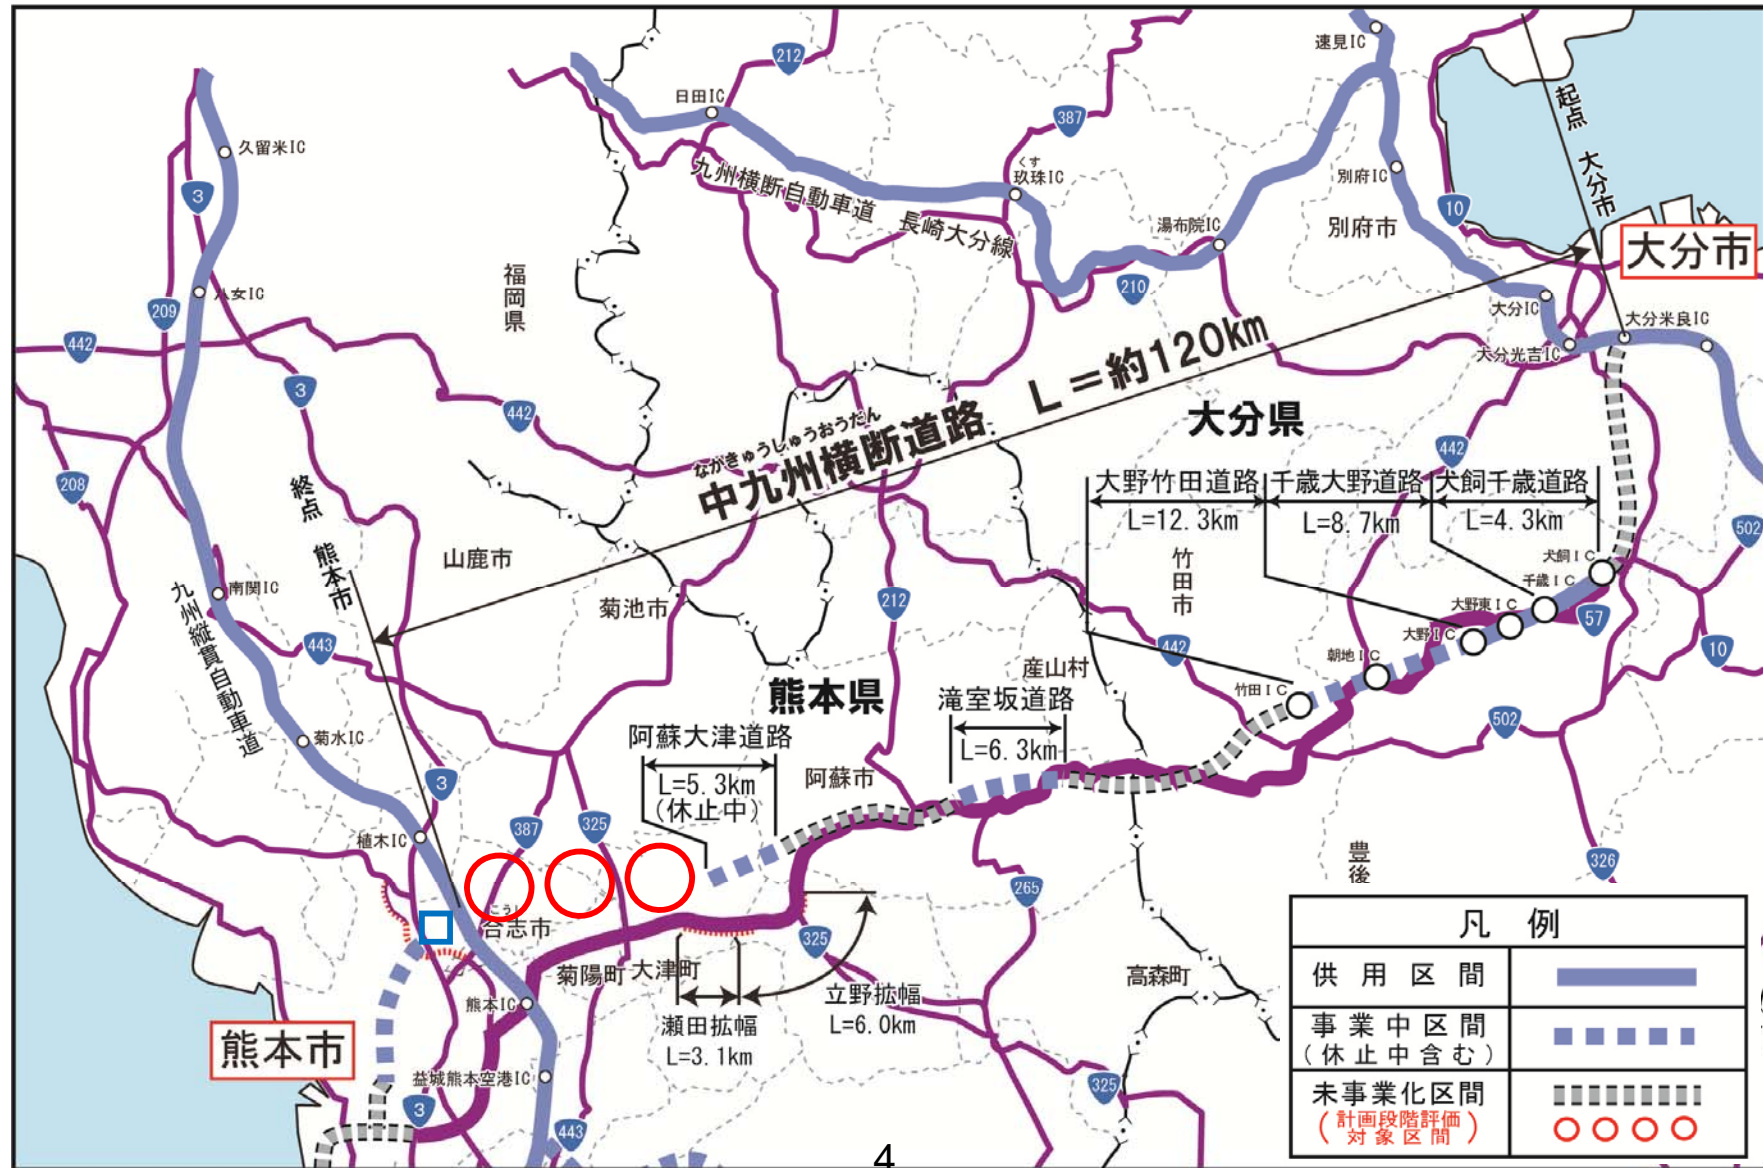 速見IC
212
日田IC
起点 大分市
387
久留米IC
3
くす
玖珠IC
別府IC
九州横断自動車道 長崎大分線
10
湯布院IC
別府市
大分市
福岡県
210
八女IC
209
大分IC
大分米良IC
442
大分光吉IC
3
442
L=約120km
なかきゅうしゅうおうだん
中九州横断道路
大分県
442
208
終点 熊本市
大野竹田道路
L=12.3km
千歳大野道路
L=8.7km
犬飼千歳道路
L=4.3km
502
山鹿市
竹田市
犬飼IC
千歳IC
南関IC
九州縦貫自動車道
菊池市
212
大野東IC
57
443
大野IC
442
朝地IC
10
産山村
熊本県
竹田IC
滝室坂道路
L=6.3km
502
菊水IC
阿蘇大津道路
L=5.3km
(休止中)
阿蘇市
3
植木IC
387
325
豊後
326
265
こうし
合志市
325
菊陽町
大津町
高森町
熊本IC
立野拡幅
L=6.0km
瀬田拡幅
L=3.1km
熊本市
益城熊本空港IC
325
3
443
凡例
供用区間
事業中区間
(休止中含む)
未事業化区間
(計画段階評価
対象区間)
4